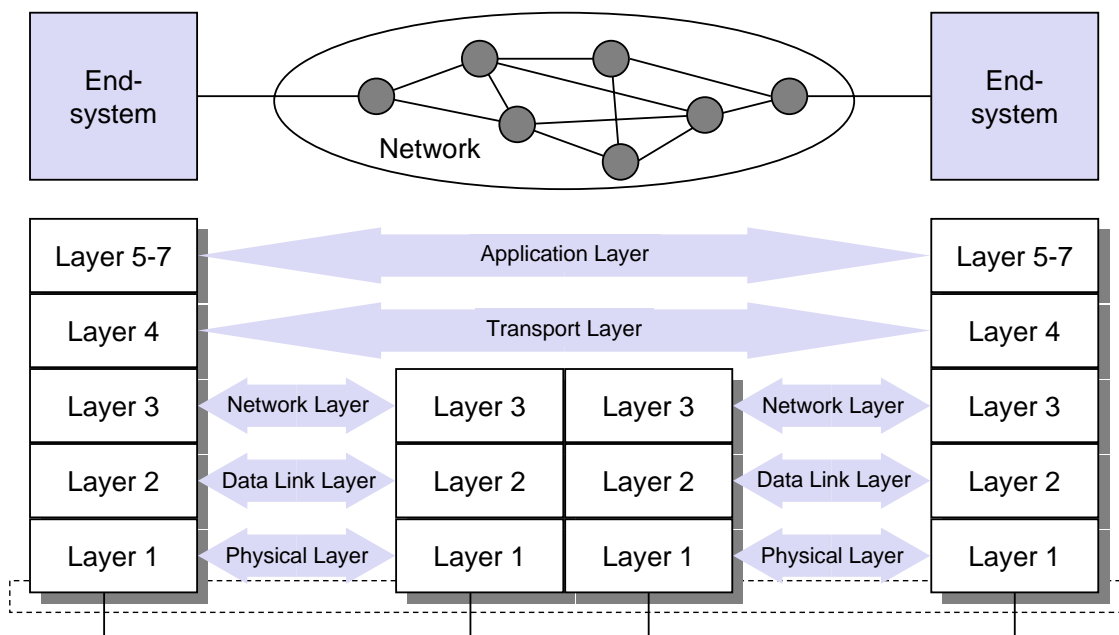 End-
system
Network
End-
system
Layer 5-7
Application Layer
Layer 5-7
Layer 4
Transport Layer
Layer 4
Layer 3
Network Layer
Layer 3
Layer 3
Network Layer
Layer 3
Layer 2
Data Link Layer
Layer 2
Layer 2
Data Link Layer
Layer 2
Layer 1
Physical Layer
Layer 1
Layer 1
Physical Layer
Layer 1